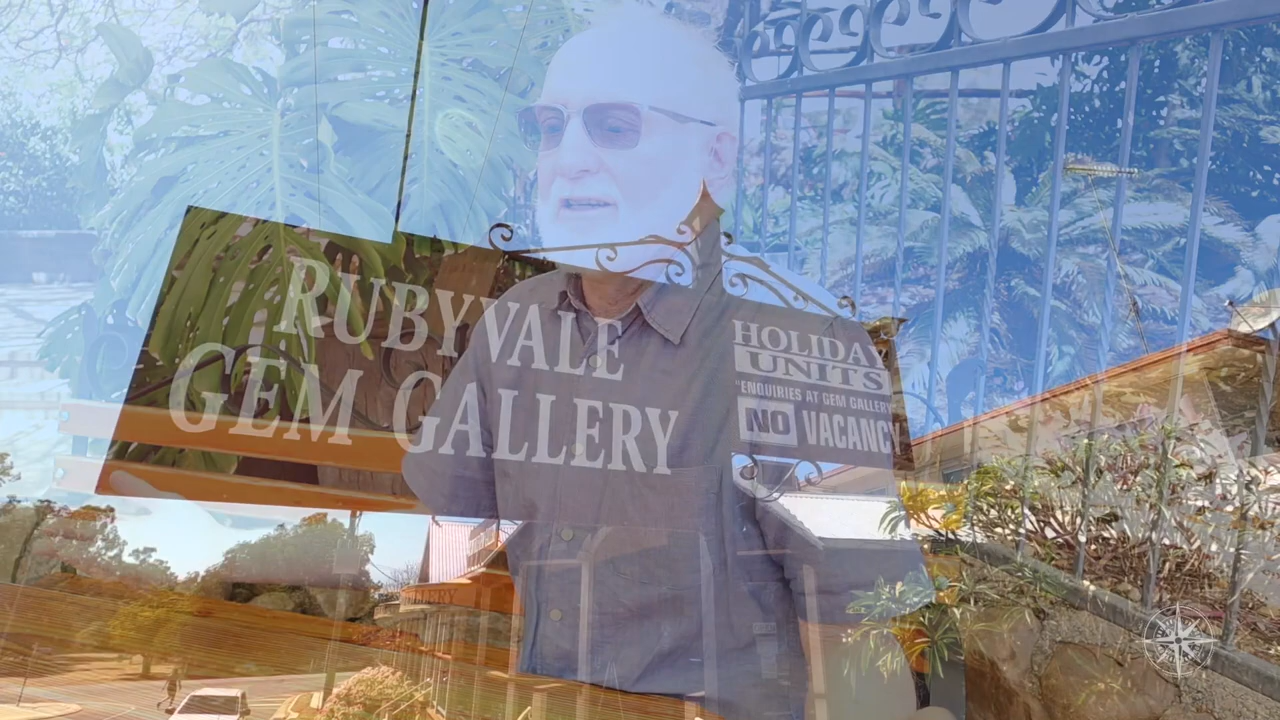 RUBYVALE
GEM GALLERY
HOLIDAY
UNITS
"ENQUIRIES AT GEM GALLERY
NO VACANCY